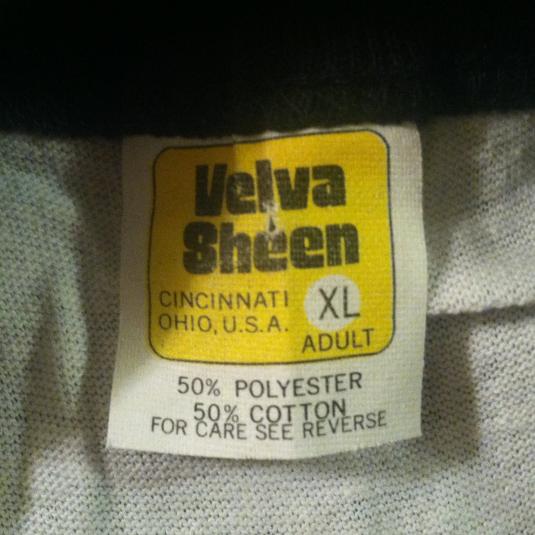 Velva
Sheen
CINCINNATI
OHIO, U.S.A.
XL
ADULT
50% POLYESTER
50% COTTON
FOR CARE SEE REVERSE